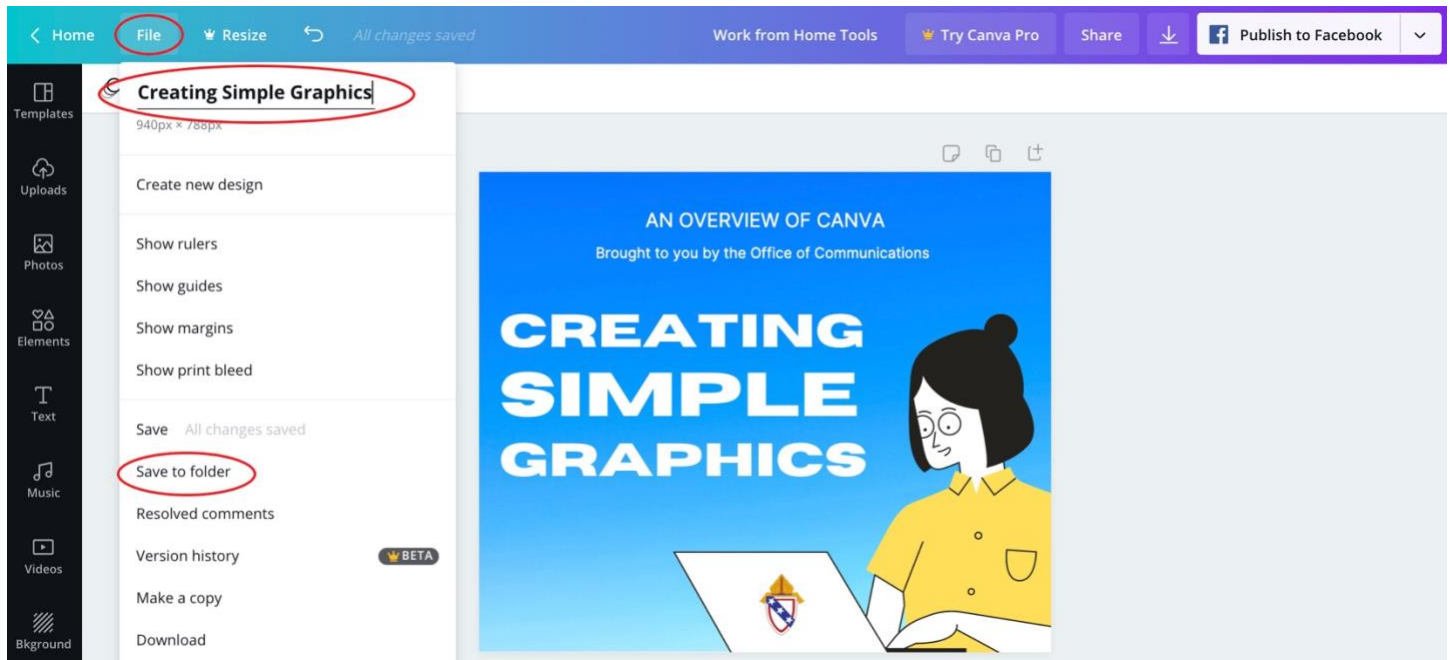 Home File Resize All changes saved Work from Home Tools Try Canva Pro Share Publish to Facebook
Templates
Uploads
Photos
Elements
Text
Music
Videos
Bkground
Creating Simple Graphics
940px × 788px
Create new design
Show rulers
Show guides
Show margins
Show print bleed
Save All changes saved
Save to folder
Resolved comments
Version history BETA
Make a copy
Download
AN OVERVIEW OF CANVA
Brought to you by the Office of Communications
CREATING
SIMPLE
GRAPHICS